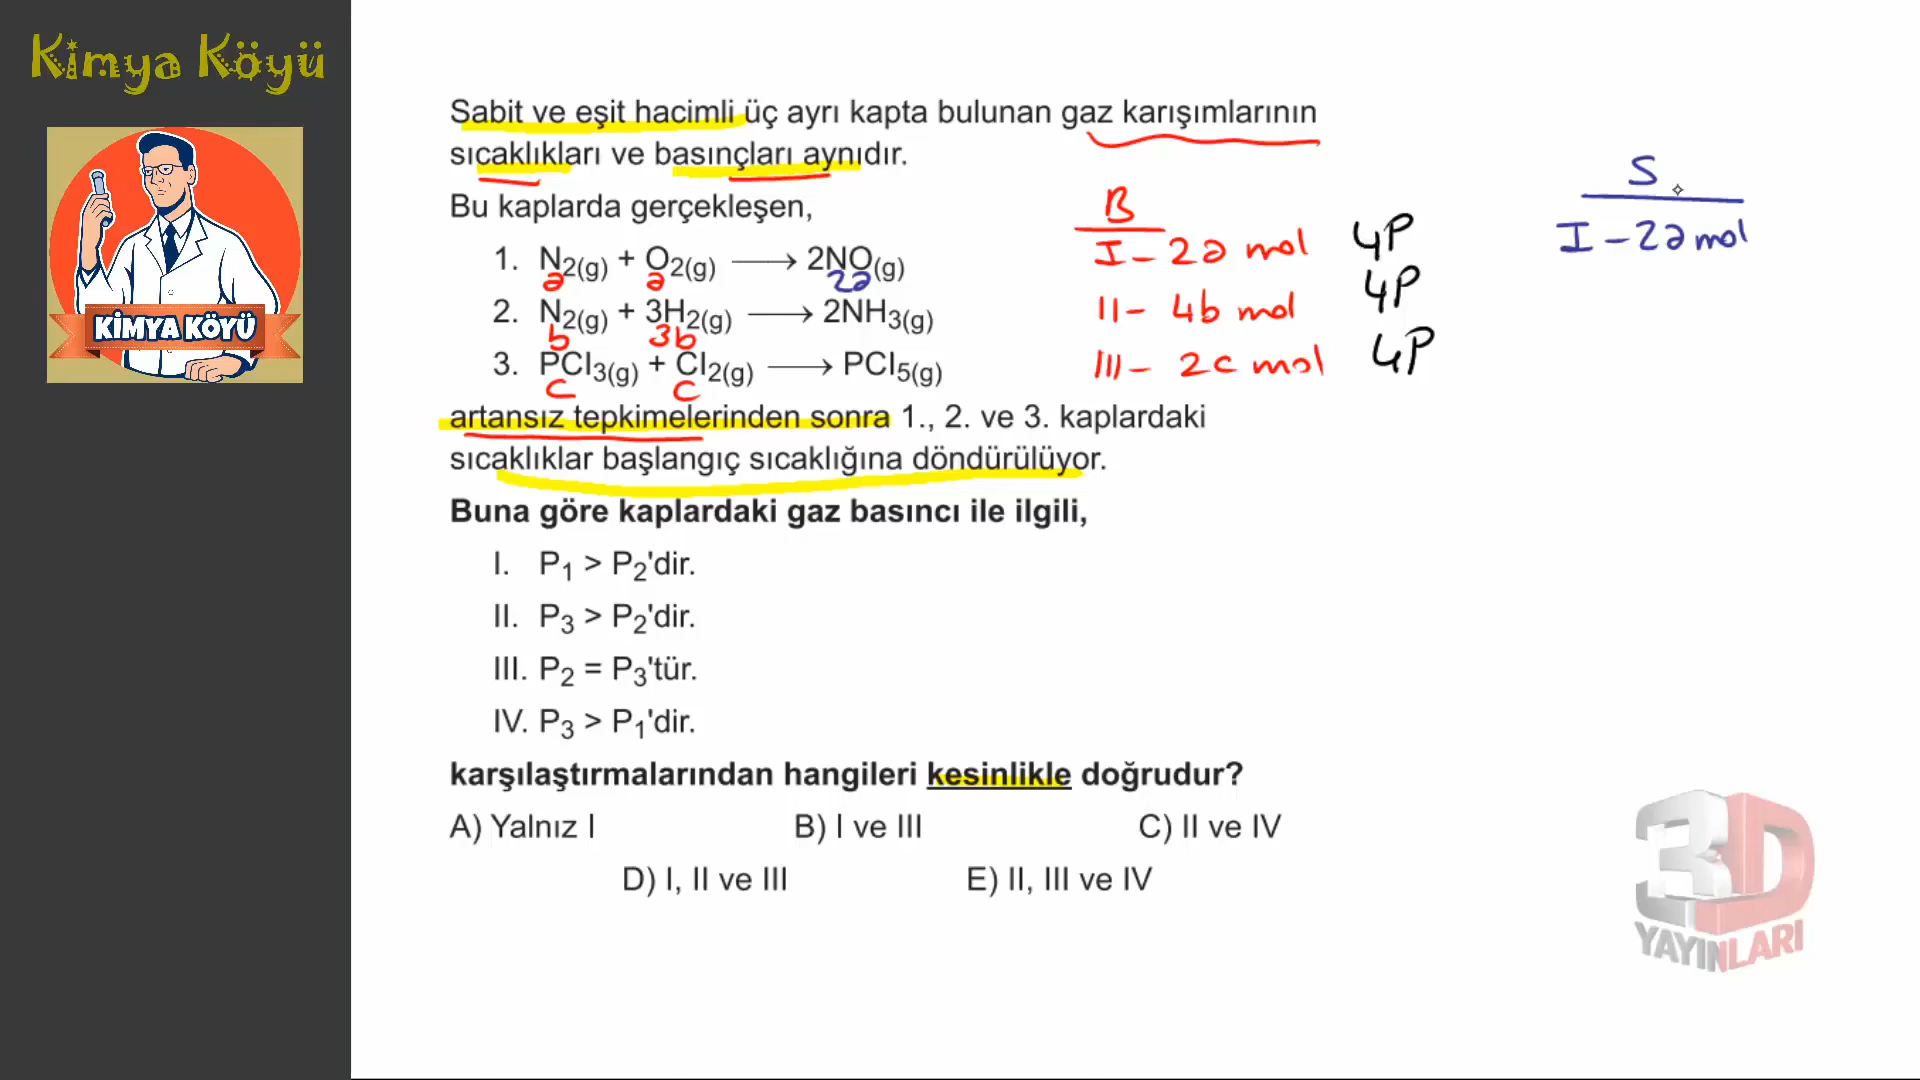 Kimya Köyü
KİMYA KÖYÜ
Sabit ve eşit hacimli üç ayrı kapta bulunan gaz karışımlarının
sıcaklıkları ve basınçları aynıdır.
Bu kaplarda gerçekleşen,
1. N2(g) + O2(g) ⟶ 2NO(g)
a a 2a
2. N2(g) + 3H2(g) ⟶ 2NH3(g)
b 3b
3. PCl3(g) + Cl2(g) ⟶ PCl5(g)
c c
artansız tepkimelerinden sonra 1., 2. ve 3. kaplardaki
sıcaklıklar başlangıç sıcaklığına döndürülüyor.
Buna göre kaplardaki gaz basıncı ile ilgili,
I. P1 > P2'dir.
II. P3 > P2'dir.
III. P2 = P3'tür.
IV. P3 > P1'dir.
karşılaştırmalarından hangileri kesinlikle doğrudur?
A) Yalnız I B) I ve III C) II ve IV
D) I, II ve III E) II, III ve IV
B
I - 2a mol 4P
II - 4b mol 4P
III - 2c mol 4P
S
I - 2a mol
3D
YAYINLARI